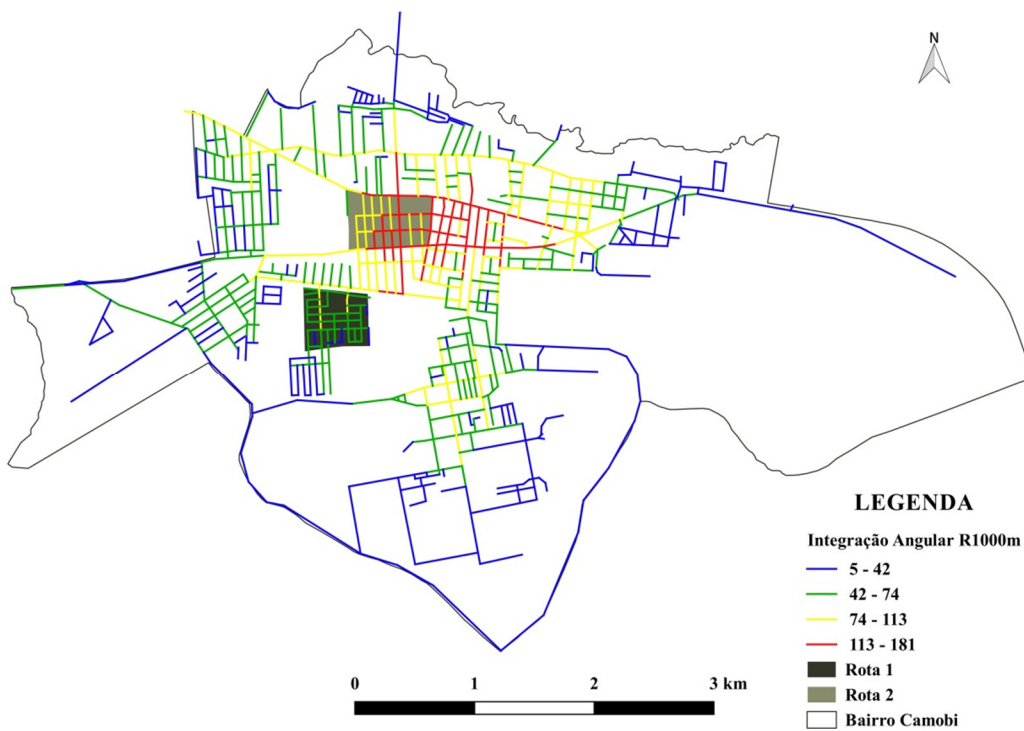 N
LEGENDA
Integração Angular R1000m
5 - 42
42 - 74
74 - 113
113 - 181
Rota 1
Rota 2
Bairro Camobi
0 1 2 3 km